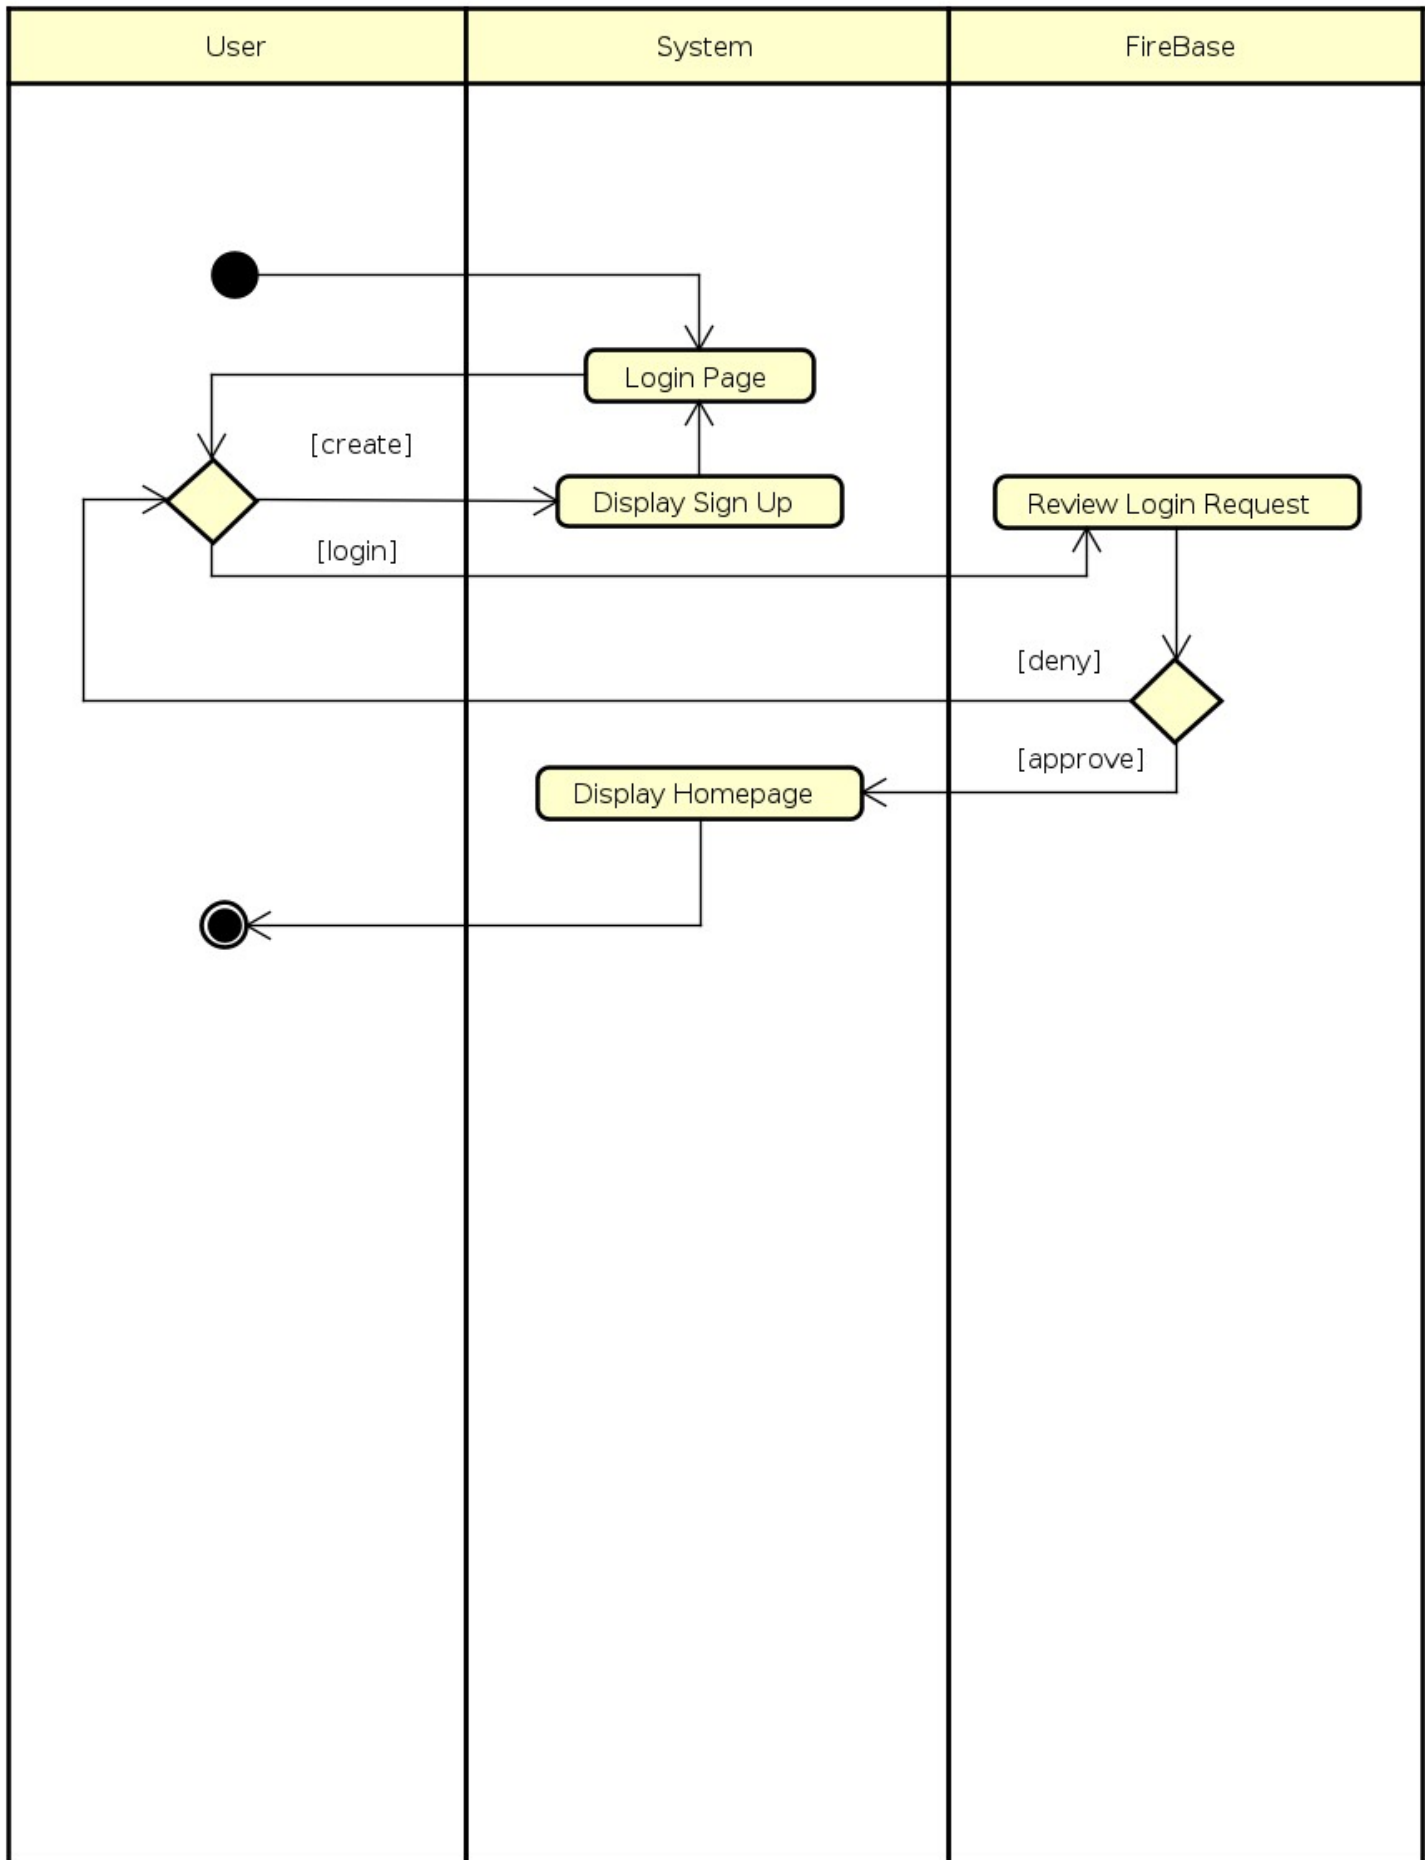 User
System
FireBase
Login Page
[create]
Display Sign Up
Review Login Request
[login]
[deny]
[approve]
Display Homepage